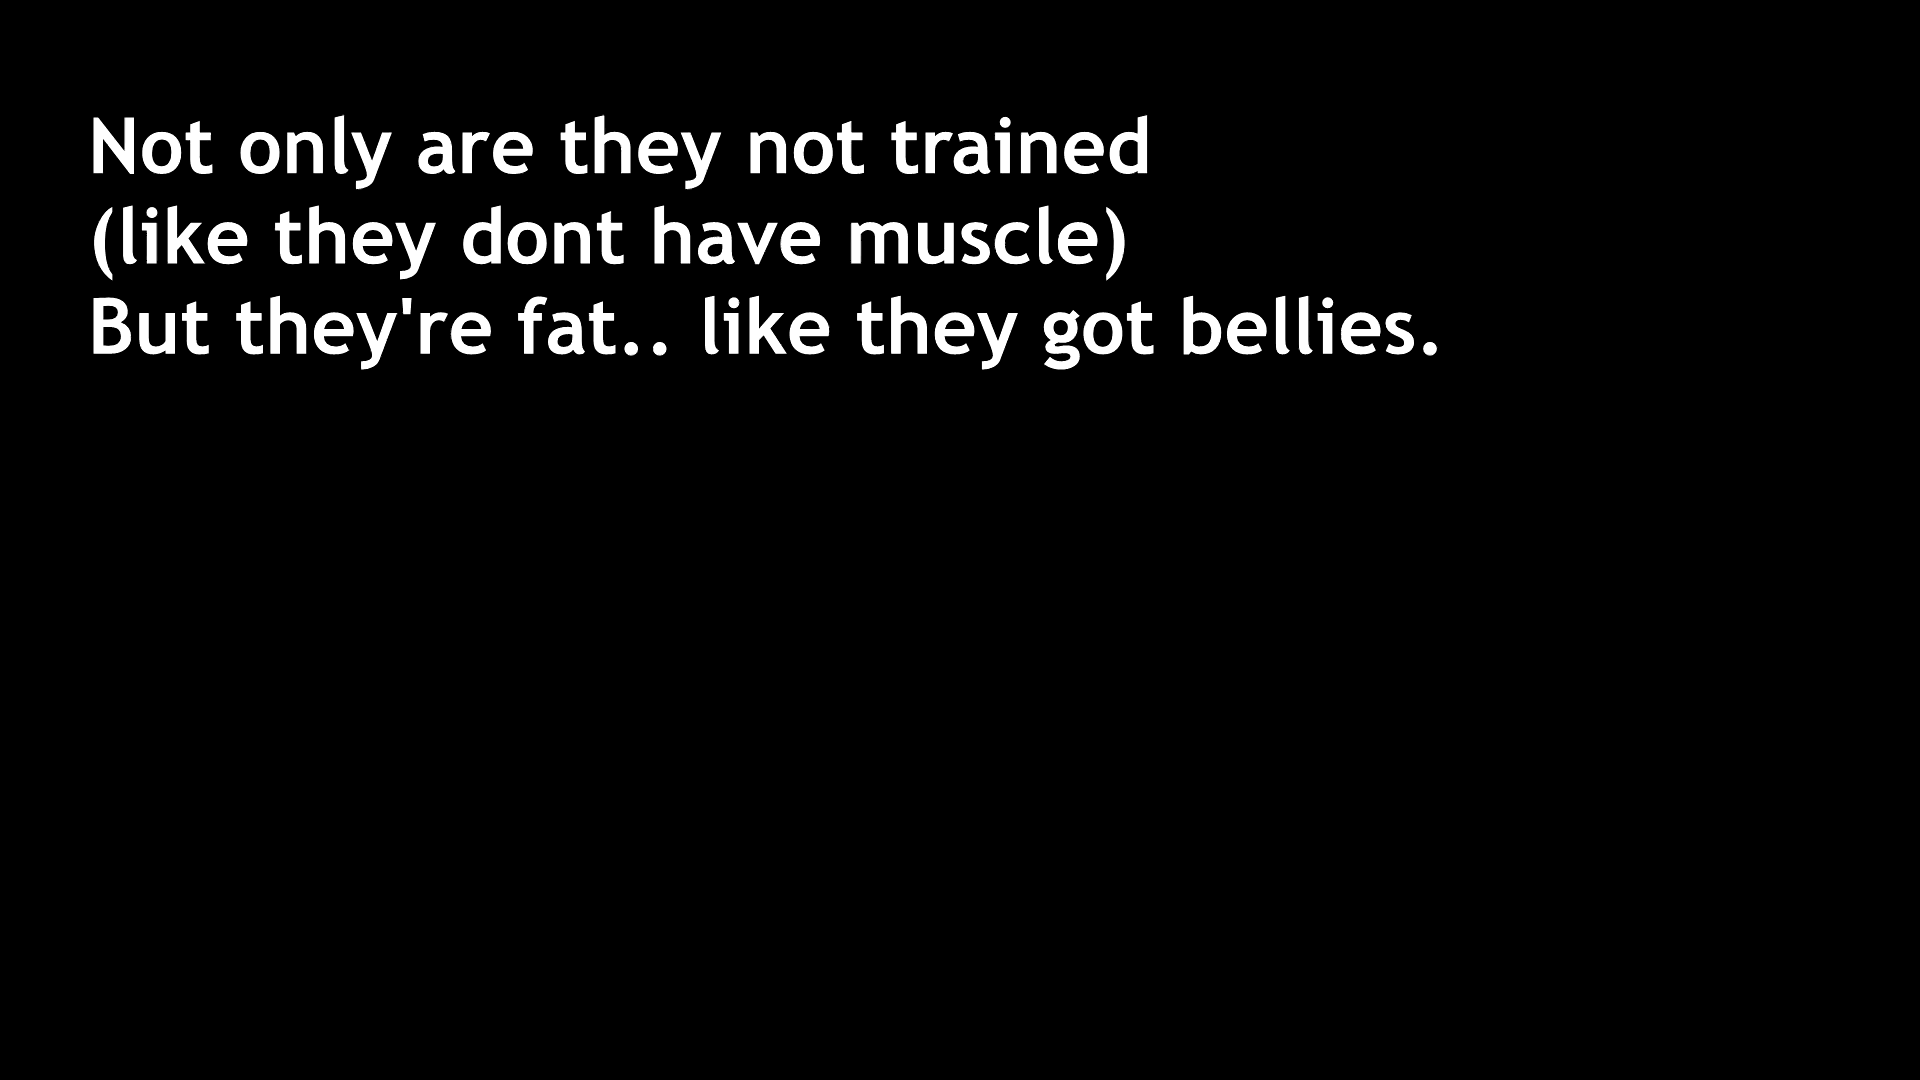 Not only are they not trained
(like they dont have muscle)
But they're fat.. like they got bellies.